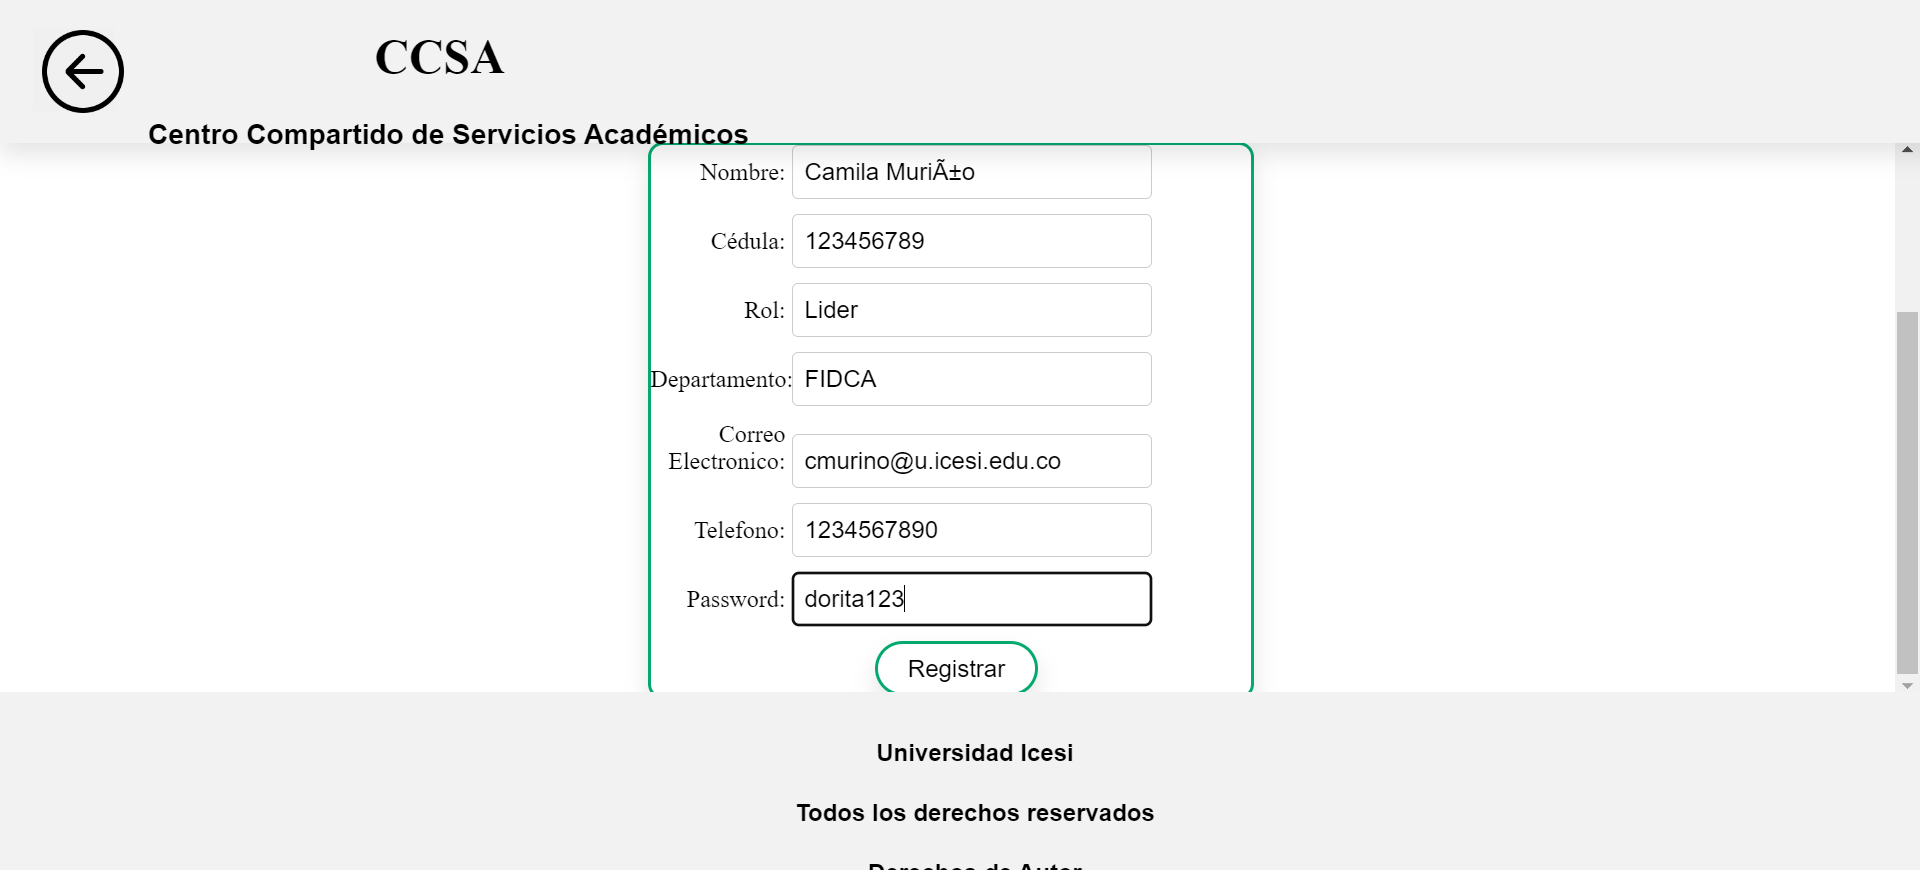 CCSA
Centro Compartido de Servicios Académicos
Nombre: Camila MuriÃ±o
Cédula: 123456789
Rol: Lider
Departamento: FIDCA
Correo
Electronico: cmurino@u.icesi.edu.co
Telefono: 1234567890
Password: dorita123
Registrar
Universidad Icesi
Todos los derechos reservados
Derechos de Autor